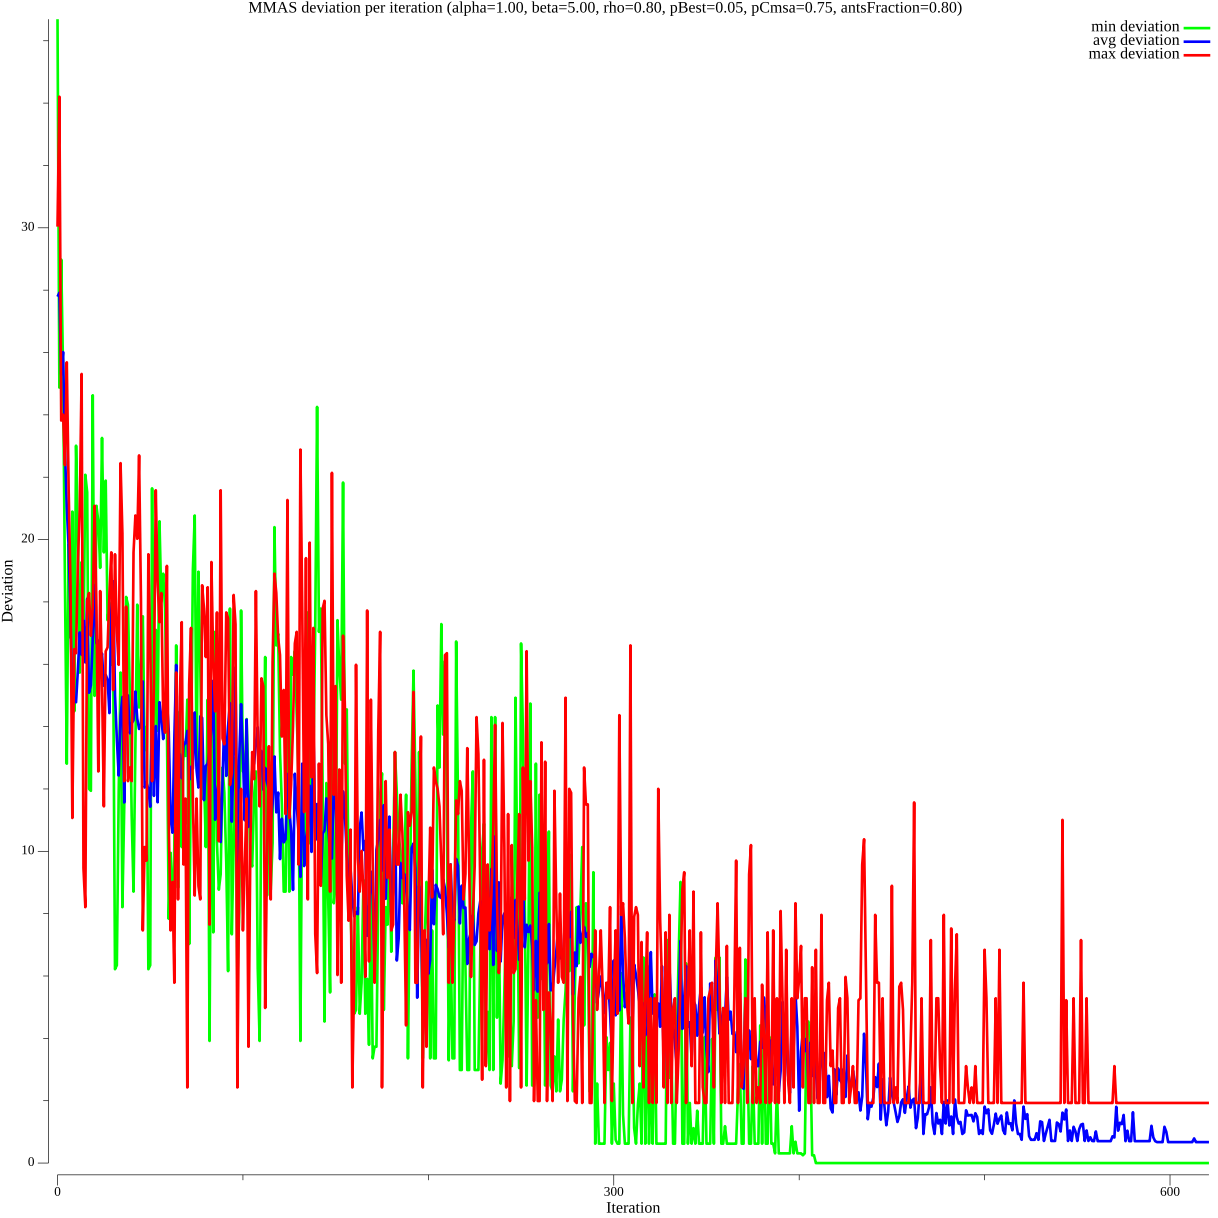 MMAS deviation per iteration (alpha=1.00, beta=5.00, rho=0.80, pBest=0.05, pCmsa=0.75, antsFraction=0.80)
min deviation
avg deviation
max deviation
30
20
10
0
Deviation
0
300
600
Iteration